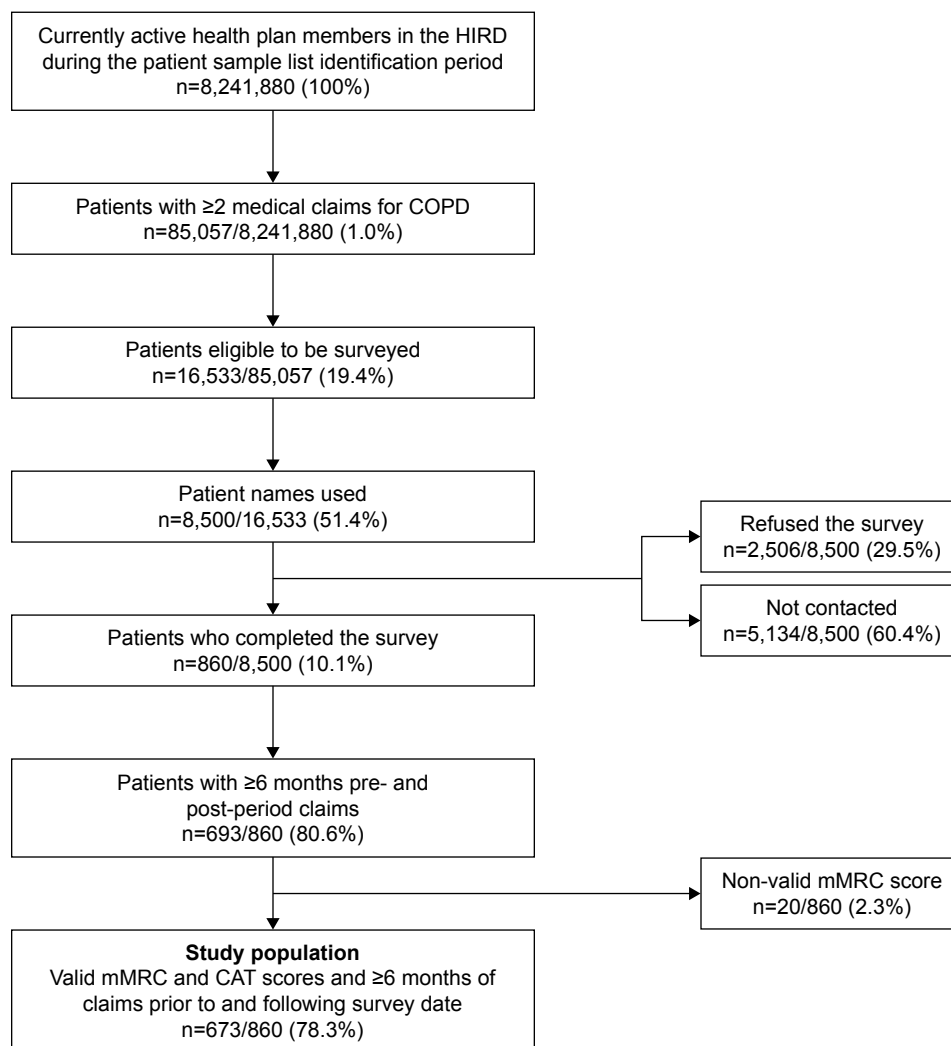 Currently active health plan members in the HIRD
during the patient sample list identification period
n=8,241,880 (100%)
Patients with ≥2 medical claims for COPD
n=85,057/8,241,880 (1.0%)
Patients eligible to be surveyed
n=16,533/85,057 (19.4%)
Patient names used
n=8,500/16,533 (51.4%)
Refused the survey
n=2,506/8,500 (29.5%)
Not contacted
n=5,134/8,500 (60.4%)
Patients who completed the survey
n=860/8,500 (10.1%)
Patients with ≥6 months pre- and
post-period claims
n=693/860 (80.6%)
Non-valid mMRC score
n=20/860 (2.3%)
Study population
Valid mMRC and CAT scores and ≥6 months of
claims prior to and following survey date
n=673/860 (78.3%)